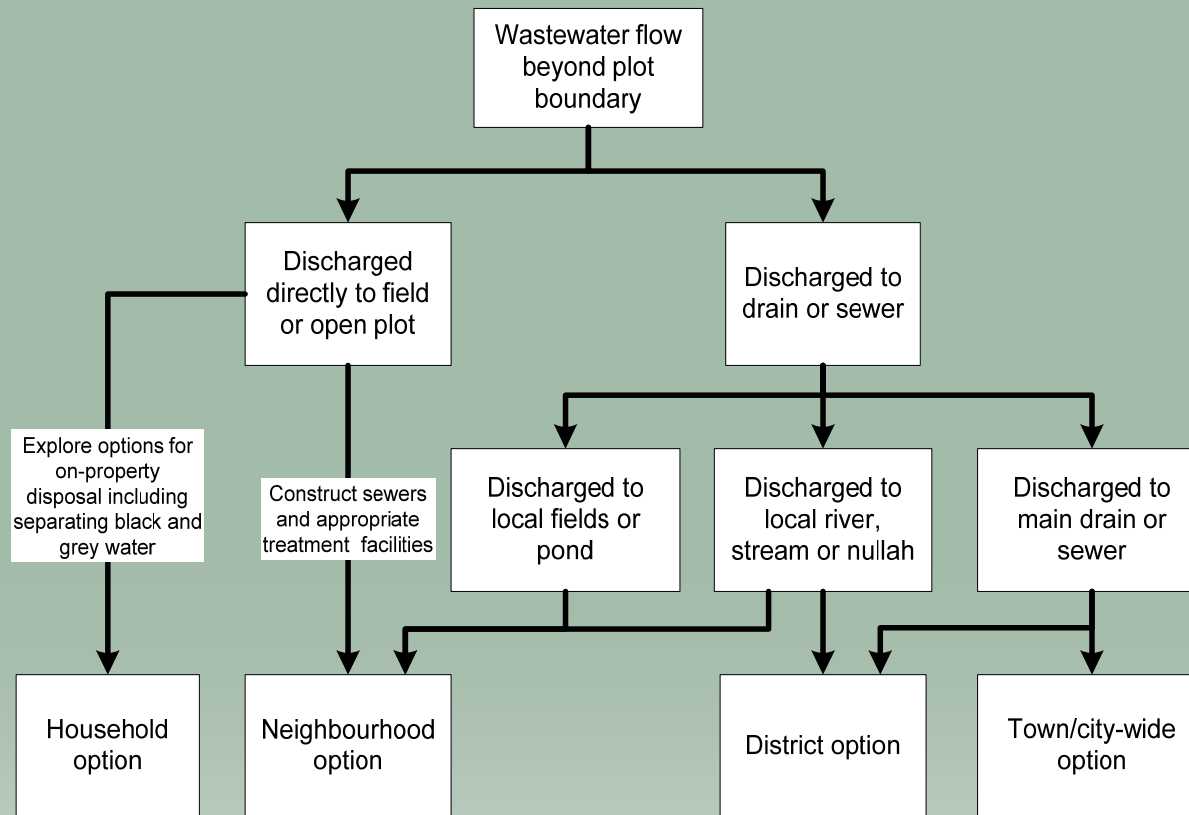 Wastewater flow
beyond plot
boundary
Discharged
directly to field
or open plot
Discharged to
drain or sewer
Explore options for
on-property
disposal including
separating black and
grey water
Construct sewers
and appropriate
treatment facilities
Discharged to
local fields or
pond
Discharged to
local river,
stream or nullah
Discharged to
main drain or
sewer
Household
option
Neighbourhood
option
District option
Town/city-wide
option